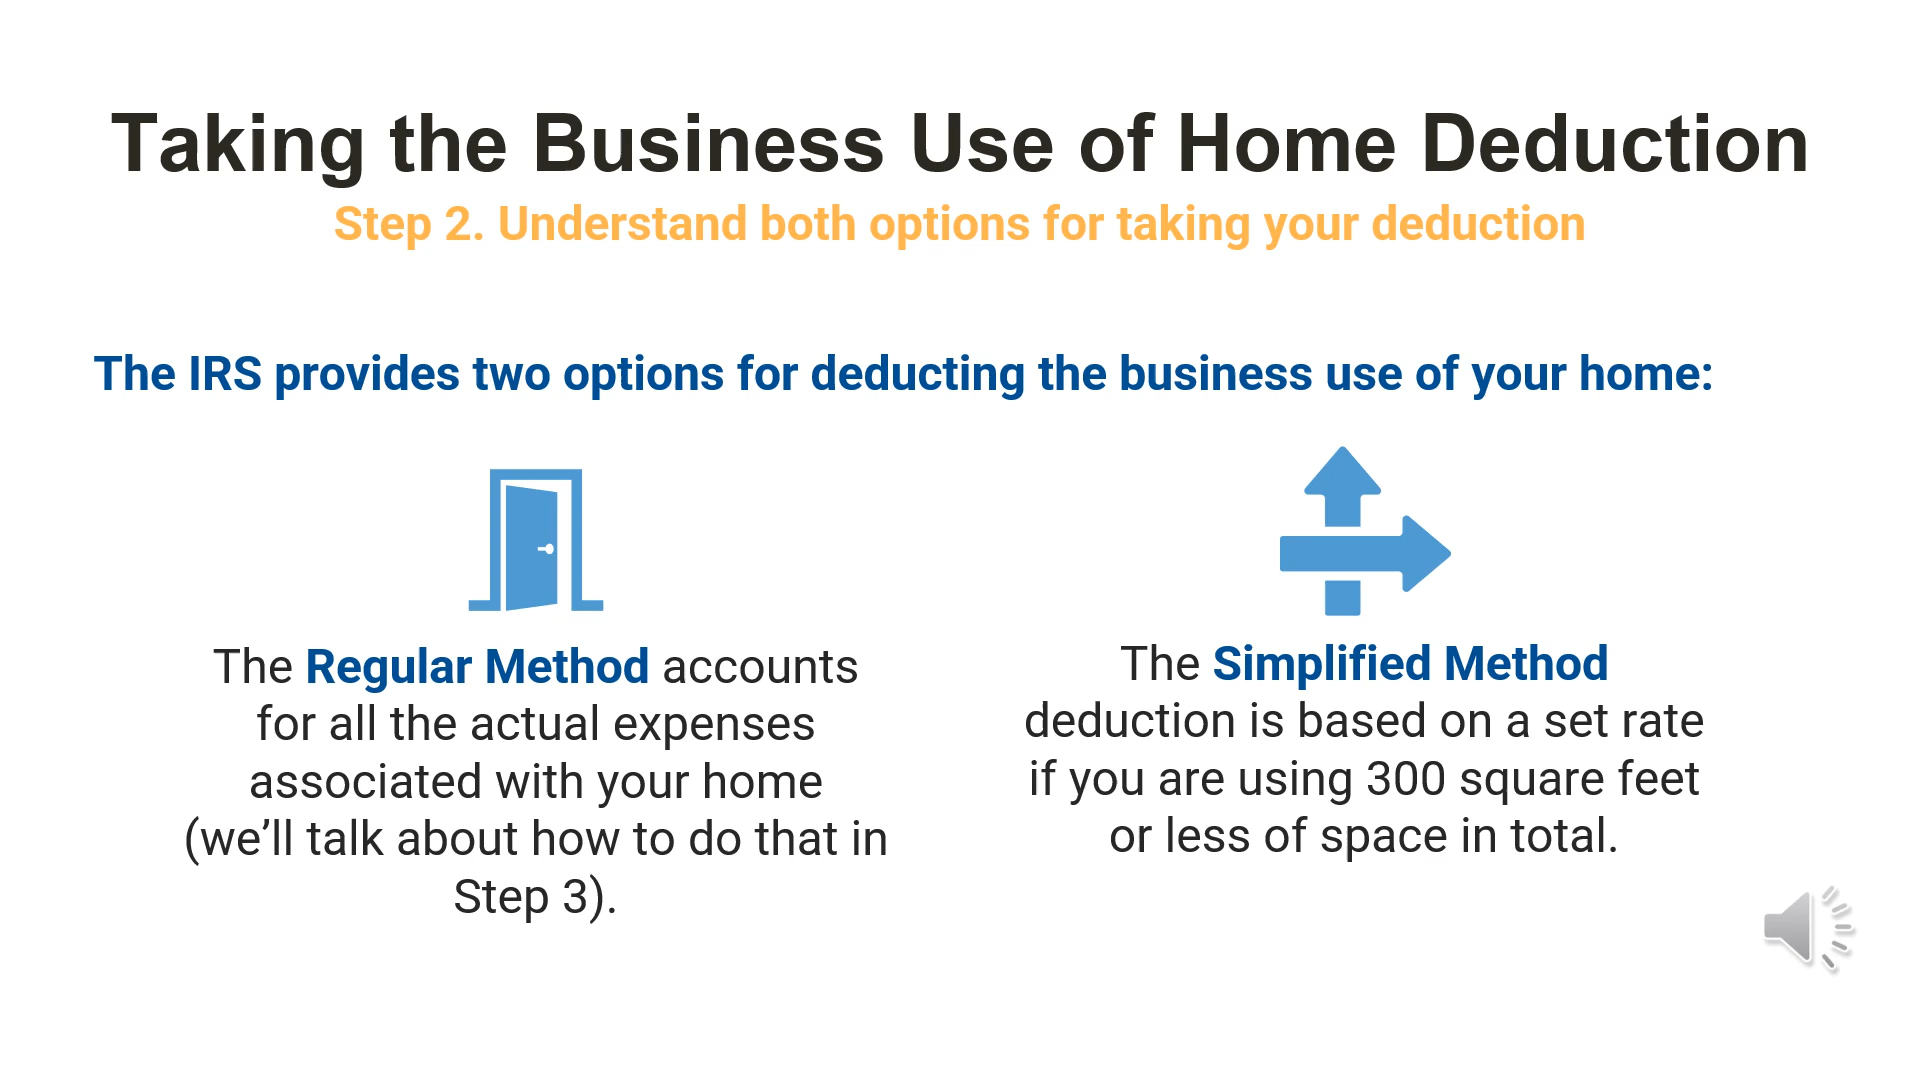 Taking the Business Use of Home Deduction
Step 2. Understand both options for taking your deduction
The IRS provides two options for deducting the business use of your home:
The Regular Method accounts
for all the actual expenses
associated with your home
(we’ll talk about how to do that in
Step 3).
The Simplified Method
deduction is based on a set rate
if you are using 300 square feet
or less of space in total.